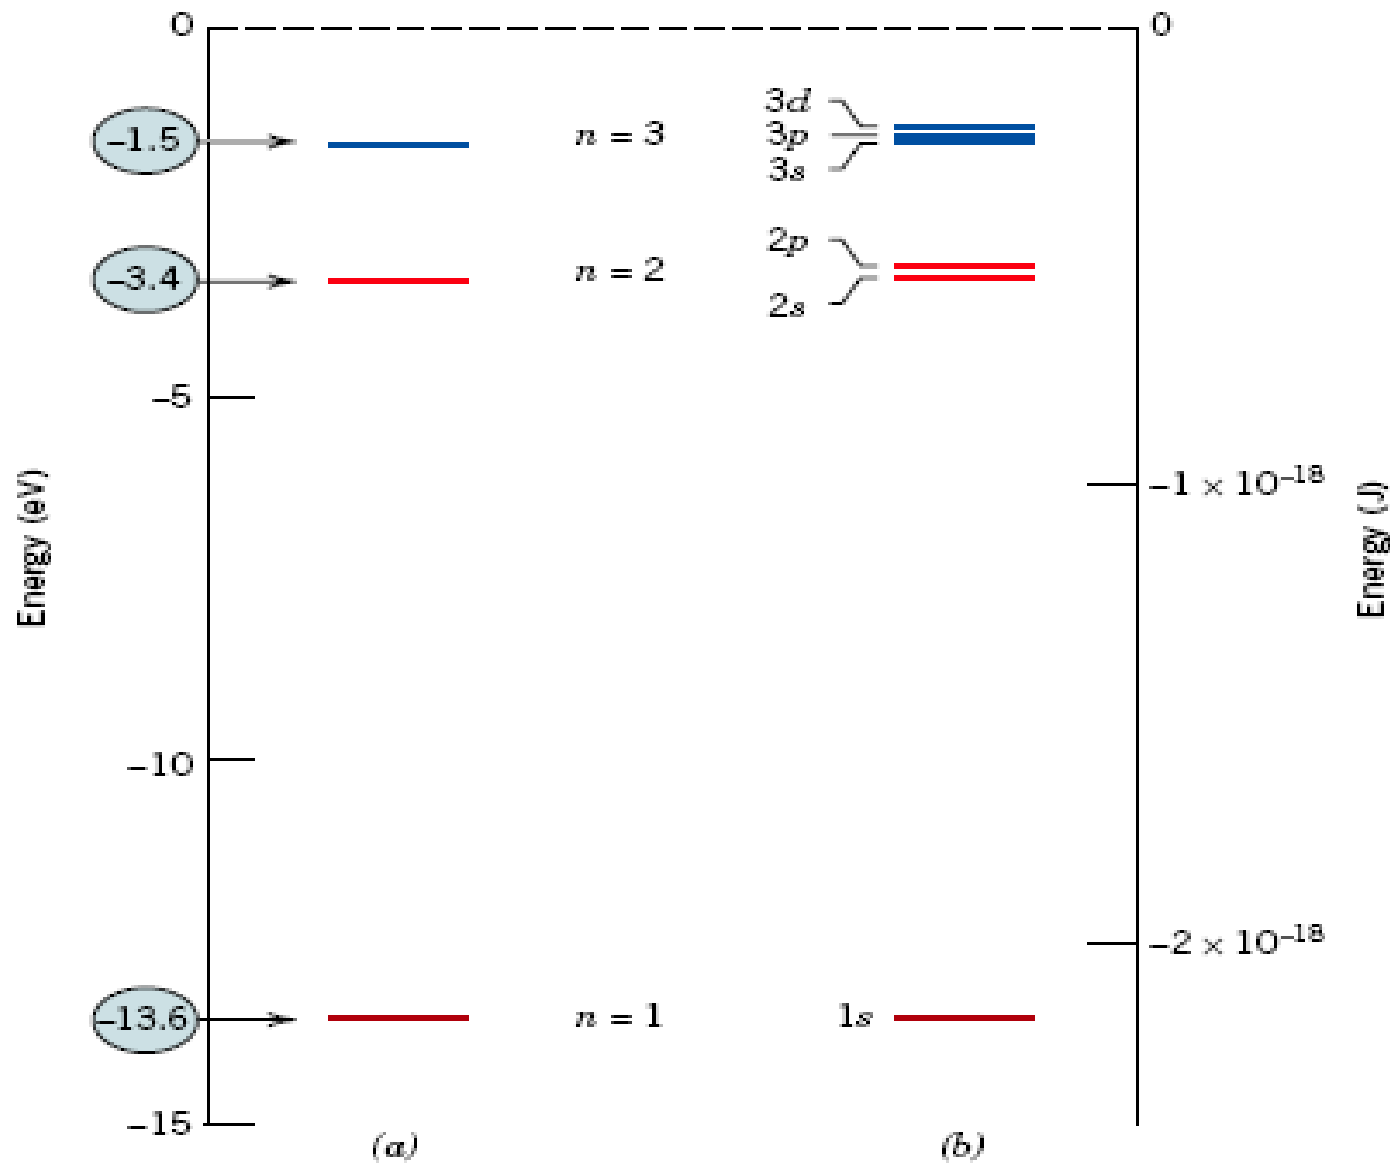 0
0
3d
–1.5
n = 3
3p
3s
2p
–3.4
n = 2
2s
–5
Energy (eV)
–1 × 10–18
Energy (J)
–10
–2 × 10–18
–13.6
n = 1
1s
–15
(a)
(b)